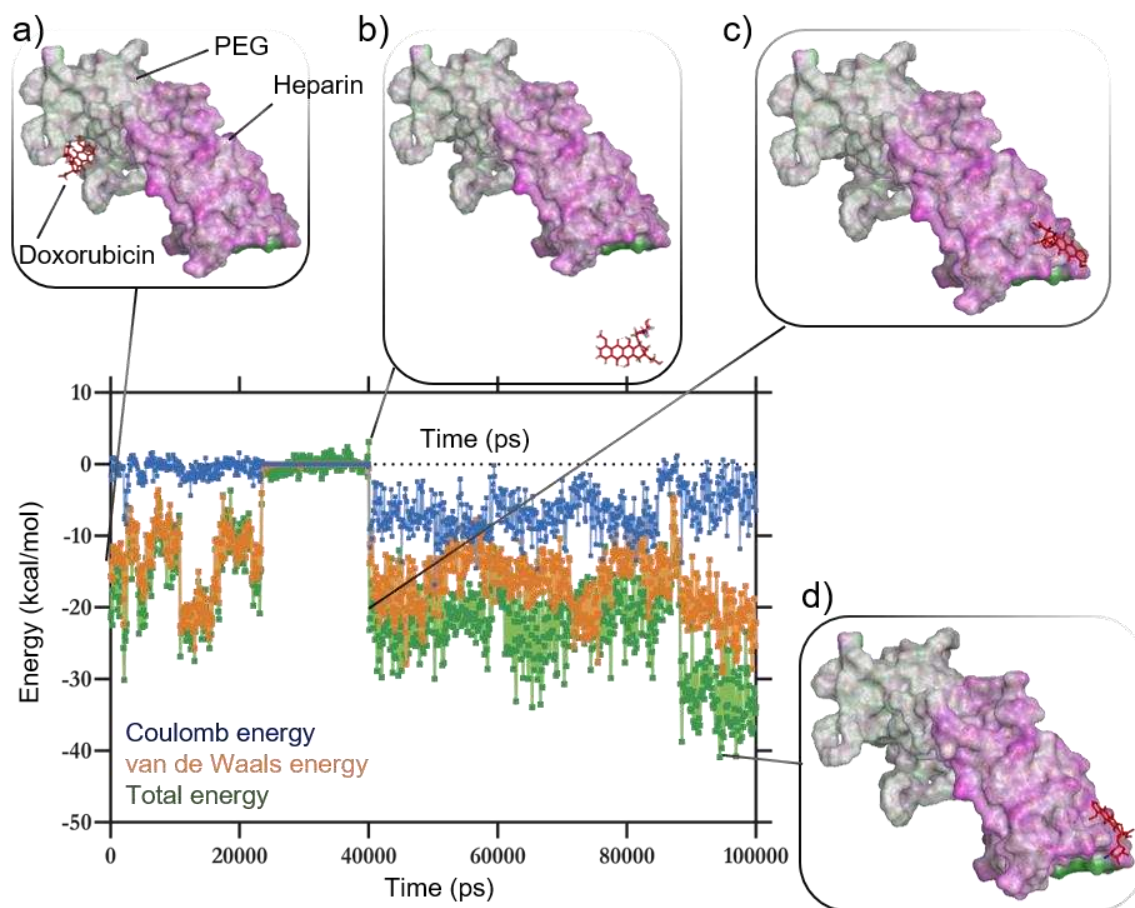 a)
PEG
Heparin
Doxorubicin
b)
c)
10
0
-10
-20
-30
-40
-50
Energy (kcal/mol)
Time (ps)
Coulomb energy
van de Waals energy
Total energy
0
20000
40000
60000
80000
100000
Time (ps)
d)